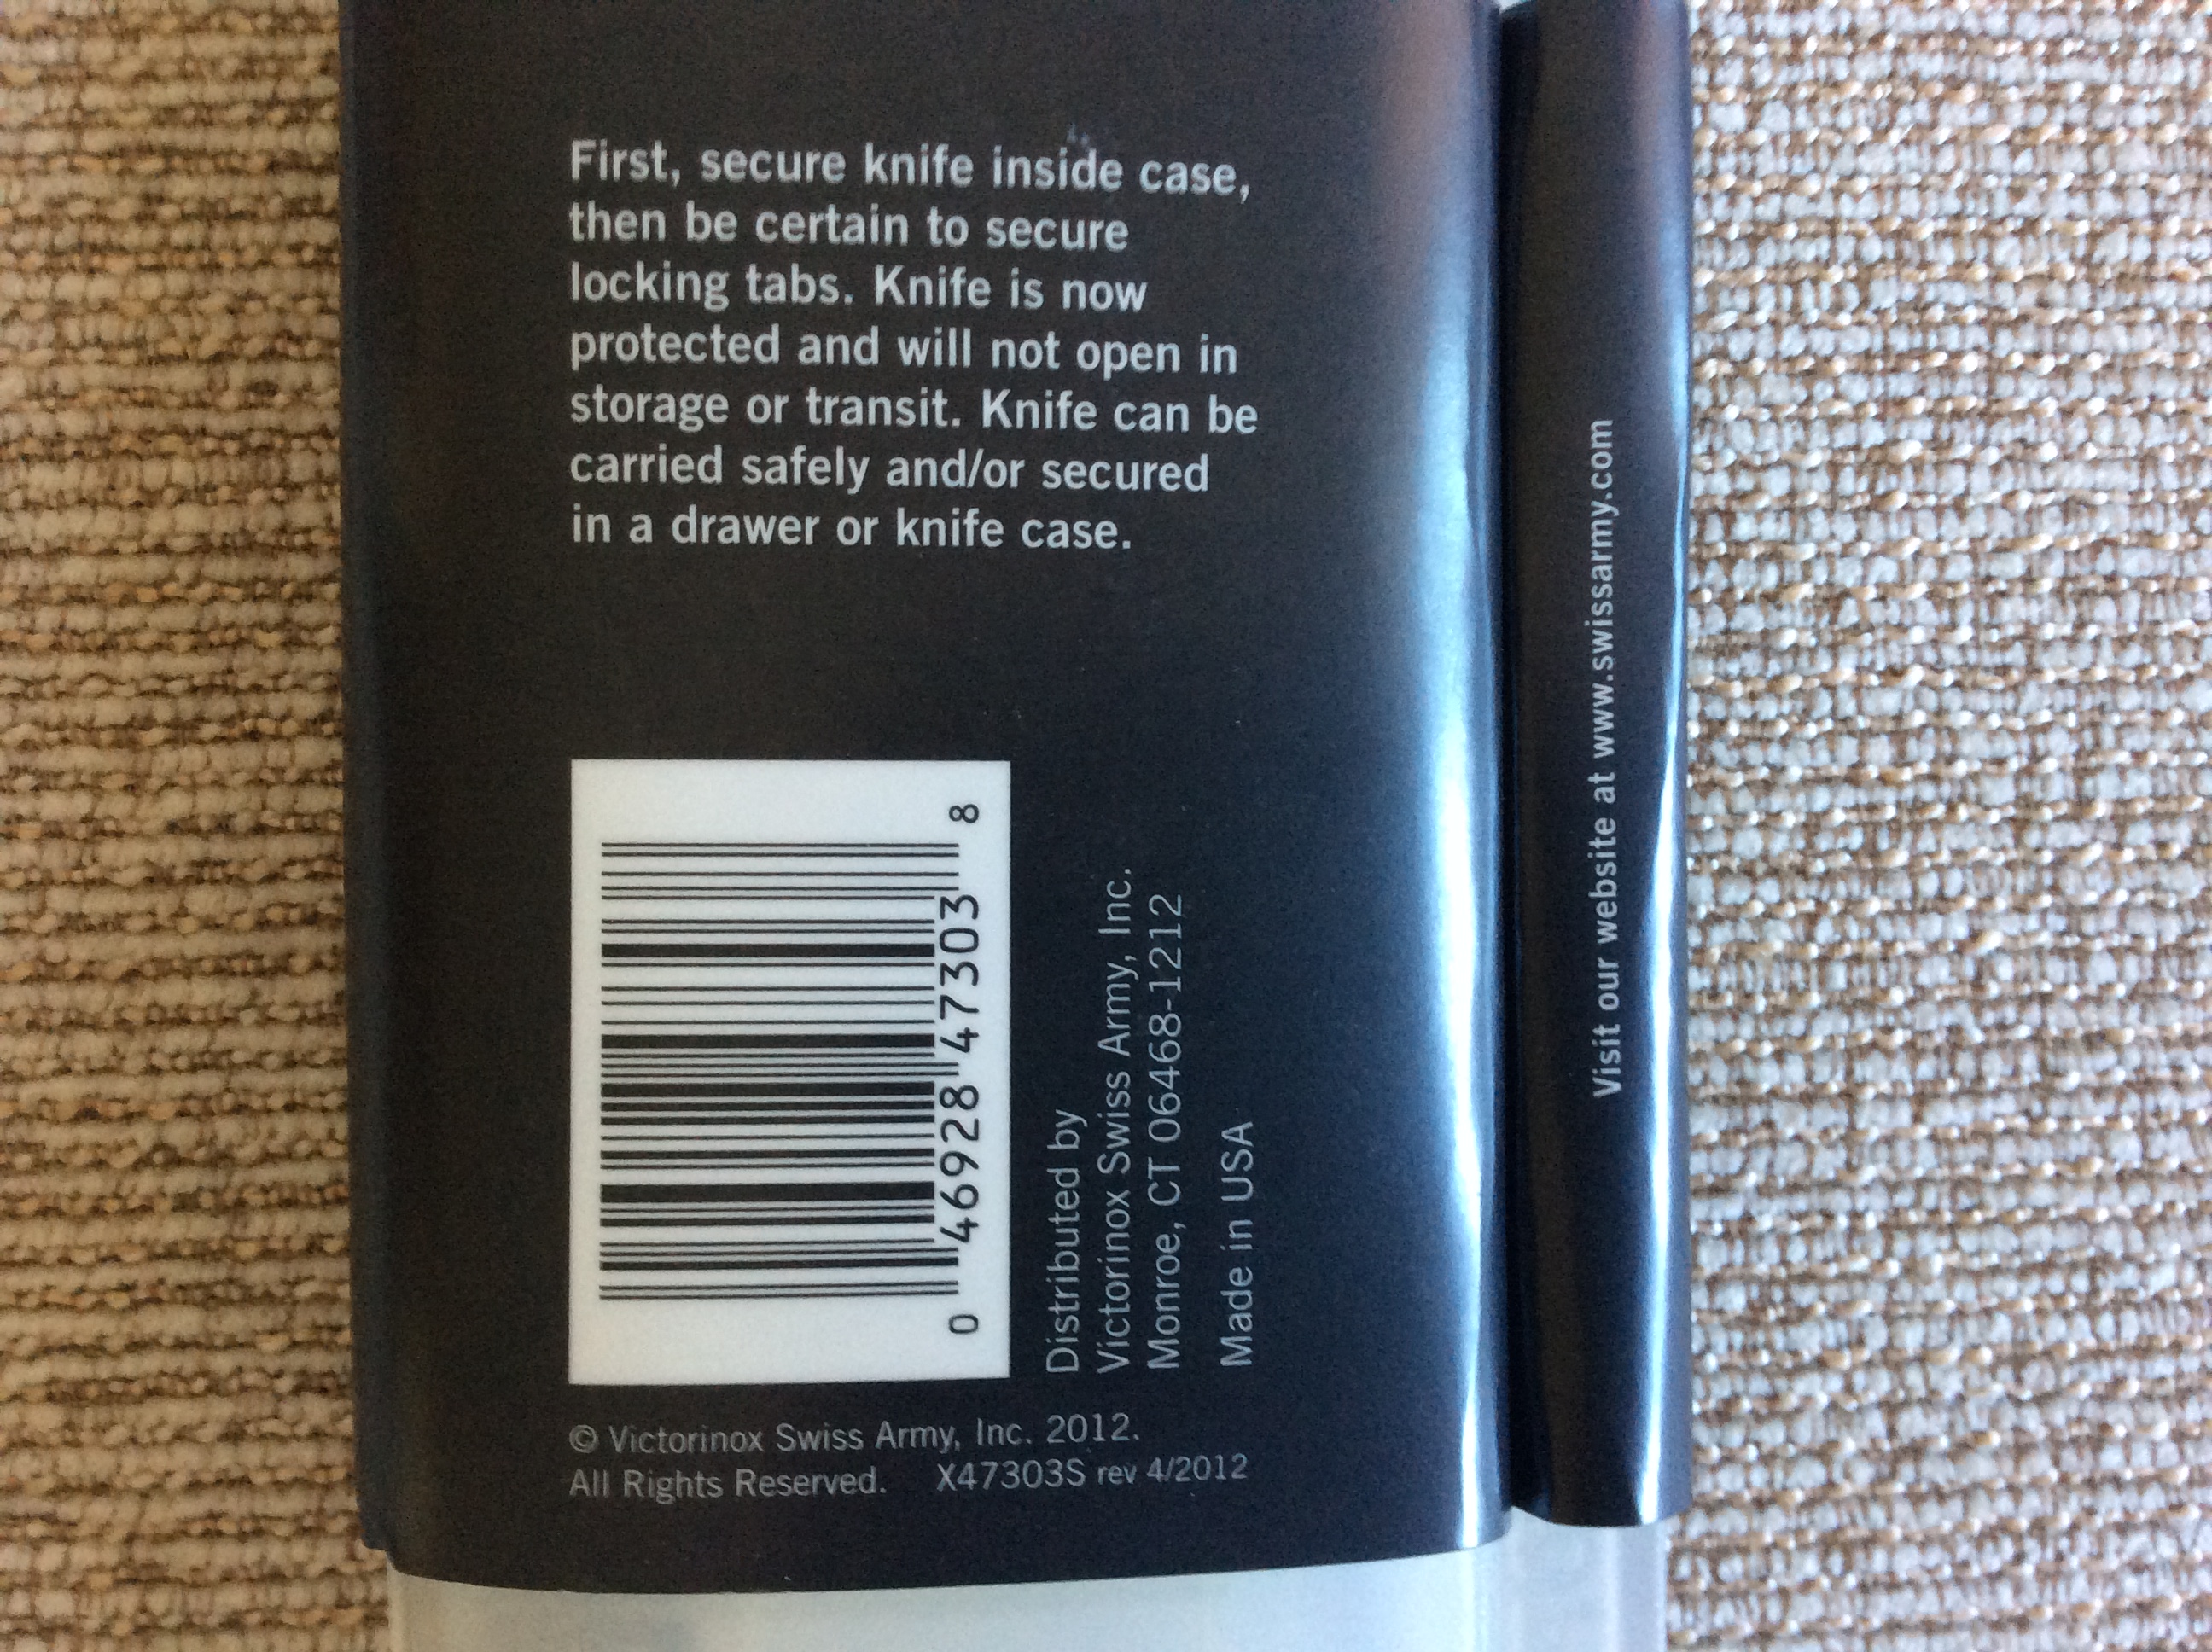 First, secure knife inside case,
then be certain to secure
locking tabs. Knife is now
protected and will not open in
storage or transit. Knife can be
carried safely and/or secured
in a drawer or knife case.
0 46928 47303 8
Distributed by
Victorinox Swiss Army, Inc.
Monroe, CT 06468-1212
Made in USA
© Victorinox Swiss Army, Inc. 2012.
All Rights Reserved. X47303S rev 4/2012
Visit our website at www.swissarmy.com